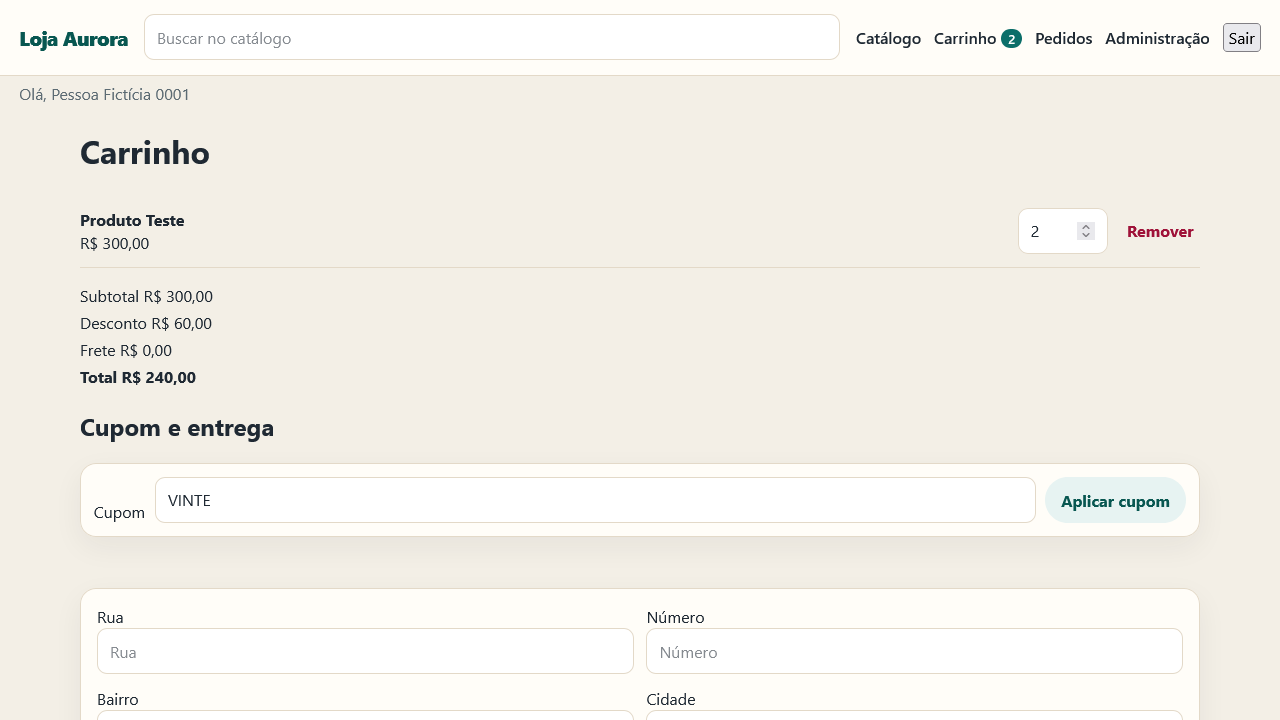 Loja Aurora
Buscar no catálogo
Catálogo Carrinho 2 Pedidos Administração Sair
Olá, Pessoa Fictícia 0001
Carrinho
Produto Teste
R$ 300,00
2
Remover
Subtotal R$ 300,00
Desconto R$ 60,00
Frete R$ 0,00
Total R$ 240,00
Cupom e entrega
Cupom VINTE Aplicar cupom
Rua Número
Rua Número
Bairro Cidade